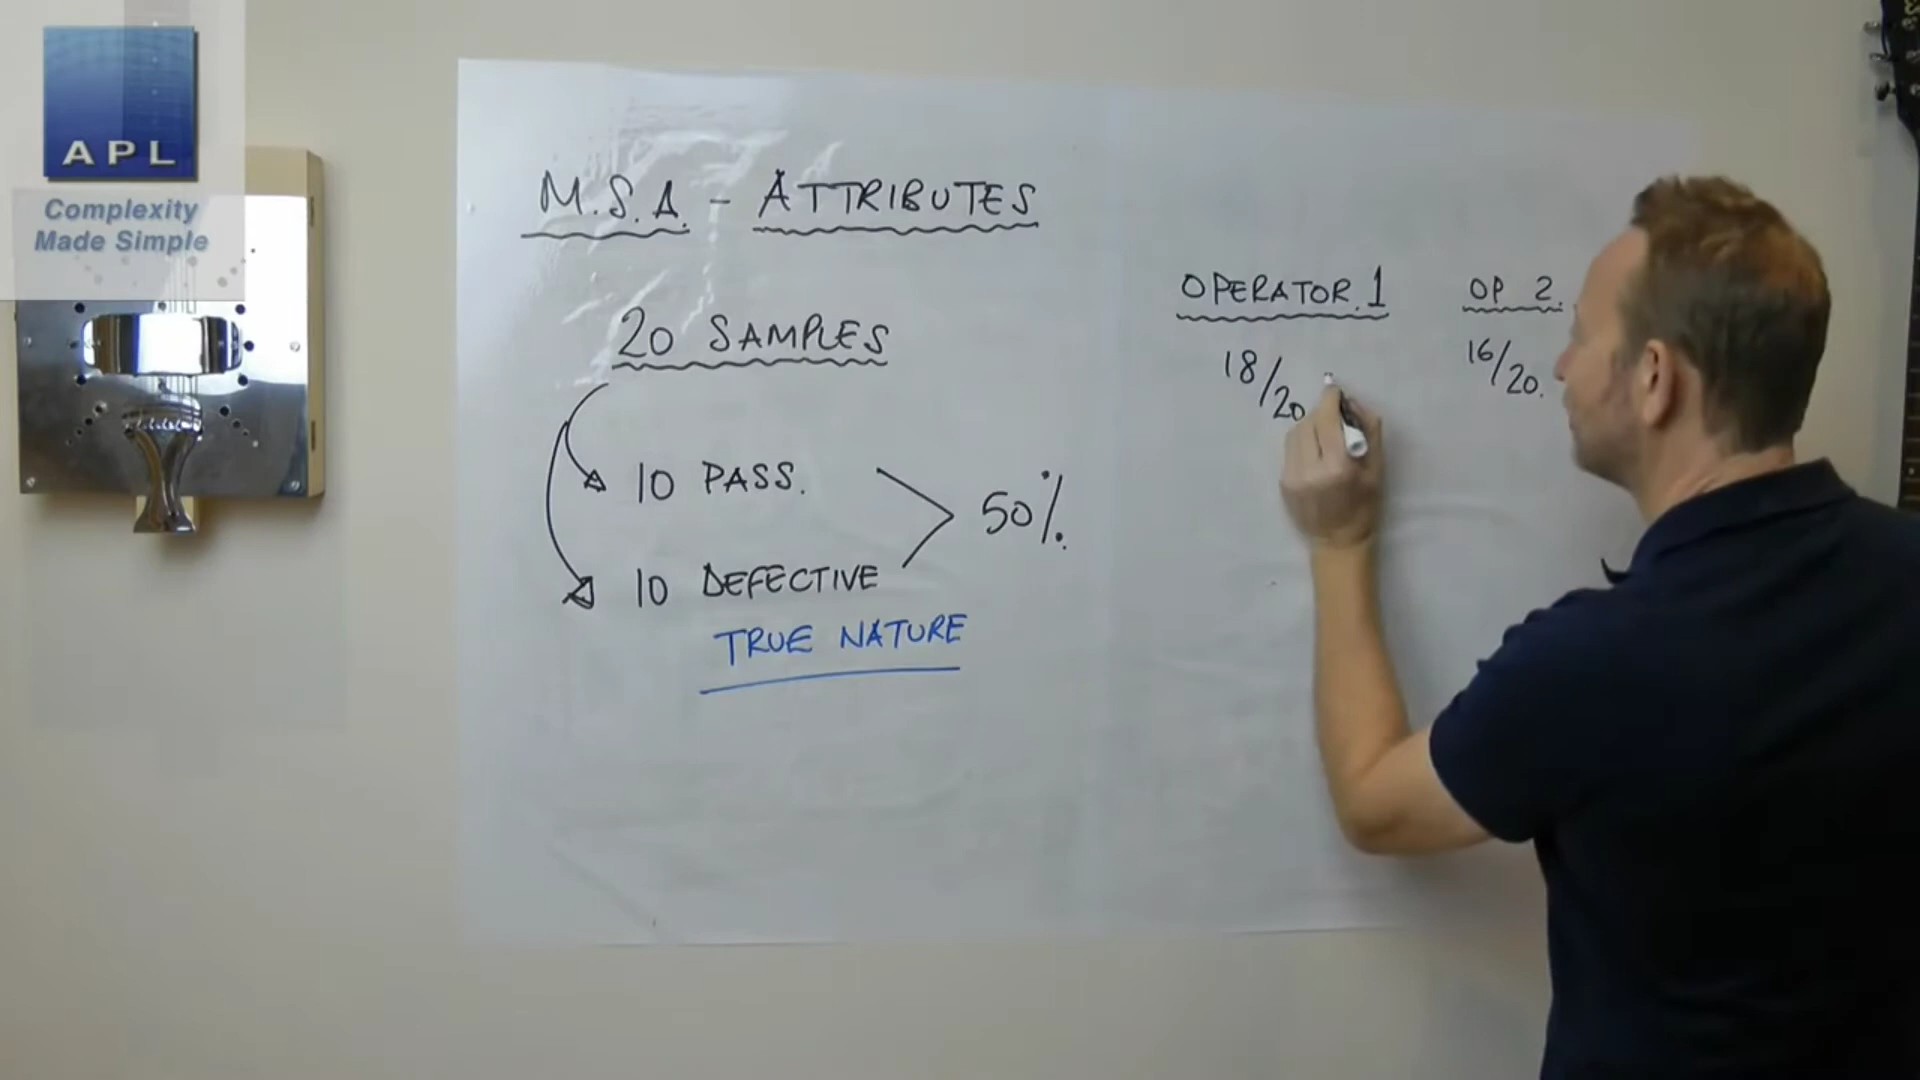 APL
Complexity
Made Simple
M.S.A. - ATTRIBUTES
20 SAMPLES
10 PASS.
10 DEFECTIVE
50%.
TRUE NATURE
OPERATOR.1
18/20
OP 2.
16/20.